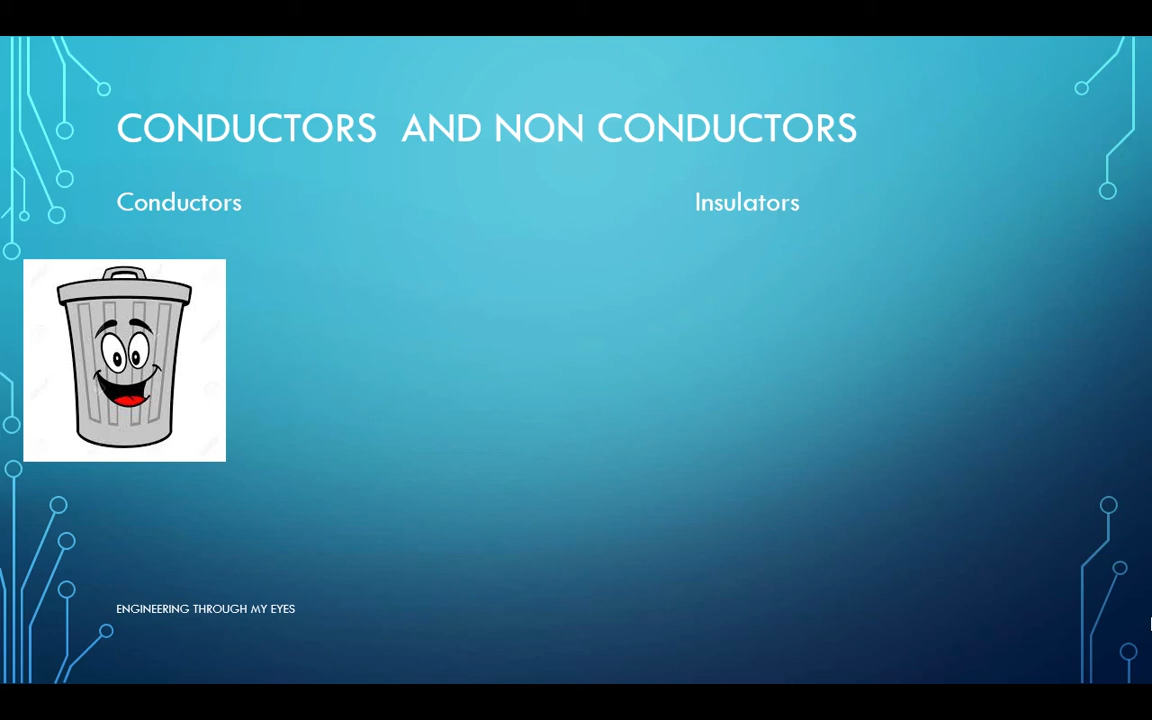 CONDUCTORS AND NON CONDUCTORS
Conductors
Insulators
ENGINEERING THROUGH MY EYES